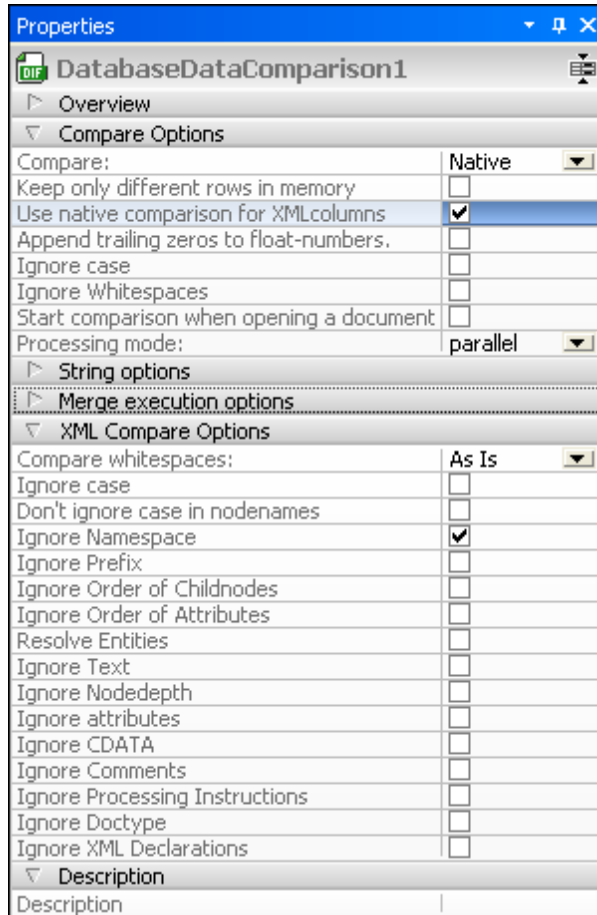 Properties
DIF DatabaseDataComparison1
Overview
Compare Options
Compare: Native
Keep only different rows in memory
Use native comparison for XMLcolumns
Append trailing zeros to float-numbers.
Ignore case
Ignore Whitespaces
Start comparison when opening a document
Processing mode: parallel
String options
Merge execution options
XML Compare Options
Compare whitespaces: As Is
Ignore case
Don't ignore case in nodenames
Ignore Namespace
Ignore Prefix
Ignore Order of Childnodes
Ignore Order of Attributes
Resolve Entities
Ignore Text
Ignore Nodedepth
Ignore attributes
Ignore CDATA
Ignore Comments
Ignore Processing Instructions
Ignore Doctype
Ignore XML Declarations
Description
Description